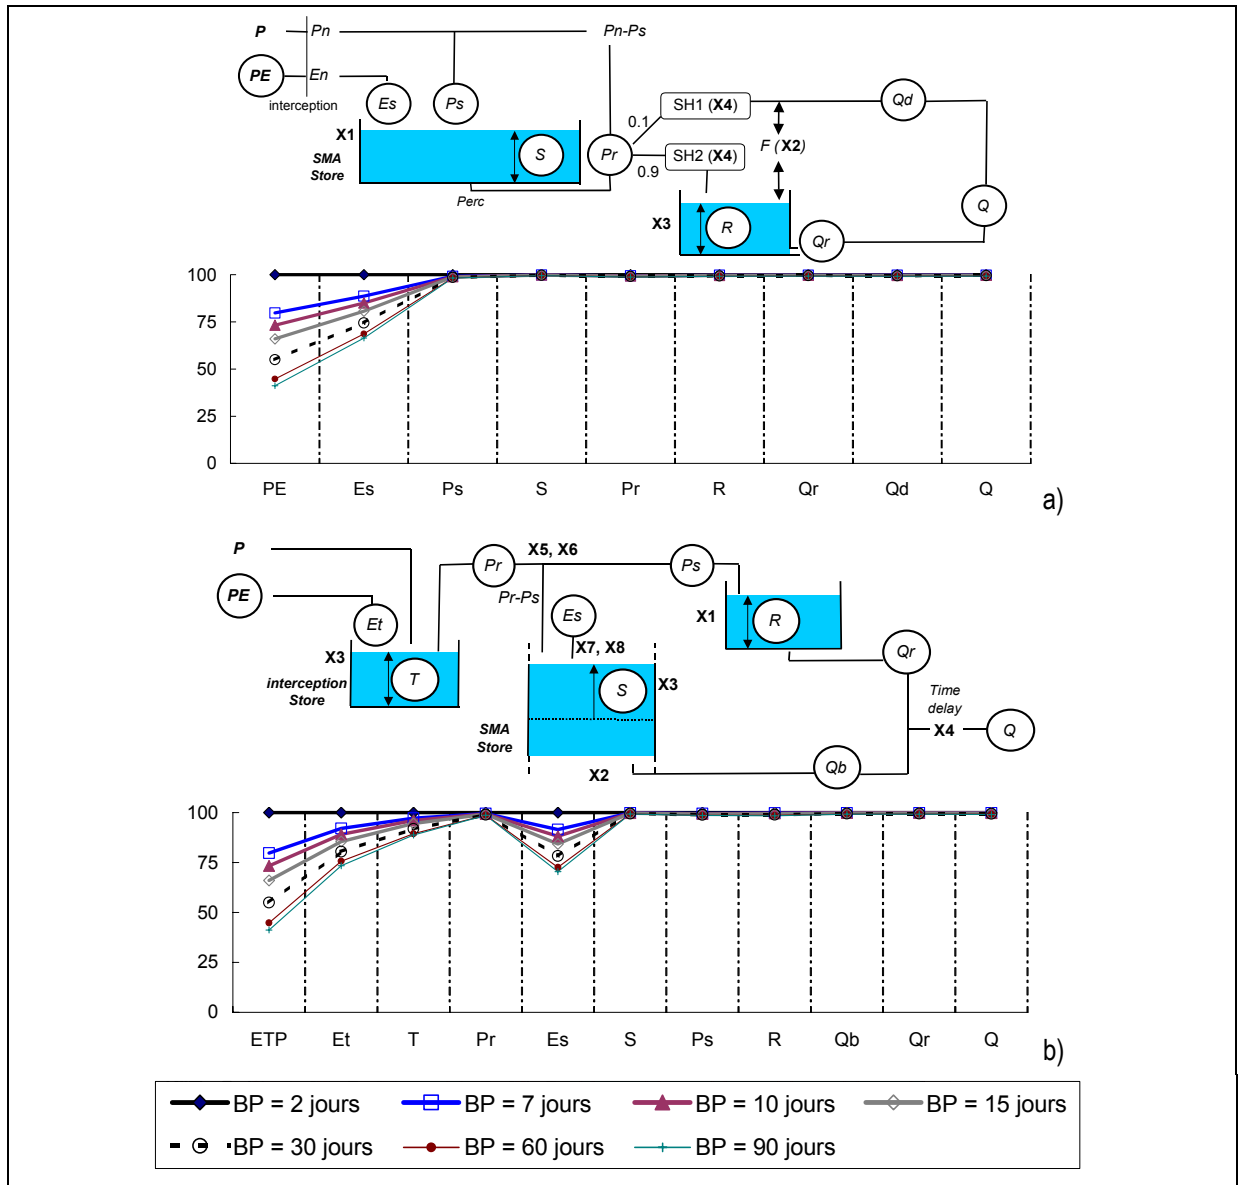 P Pn Pn-Ps
PE En
interception
Es Ps
SH1 (X4) Qd
0.1
X1
SMA
Store
S Pr
F (X2)
SH2 (X4)
0.9
Perc
X3 R Qr Q
100
75
50
25
0
PE Es Ps S Pr R Qr Qd Q
a)
P
X5, X6
Pr Ps
PE
Pr-Ps
Es
Et
X1 R
X3
interception
Store
T
X7, X8
S X3
Qr
Time
delay
X4 Q
SMA
Store
X2
Qb
100
75
50
25
0
ETP Et T Pr Es S Ps R Qb Qr Q
b)
BP = 2 jours BP = 7 jours BP = 10 jours BP = 15 jours
BP = 30 jours BP = 60 jours BP = 90 jours